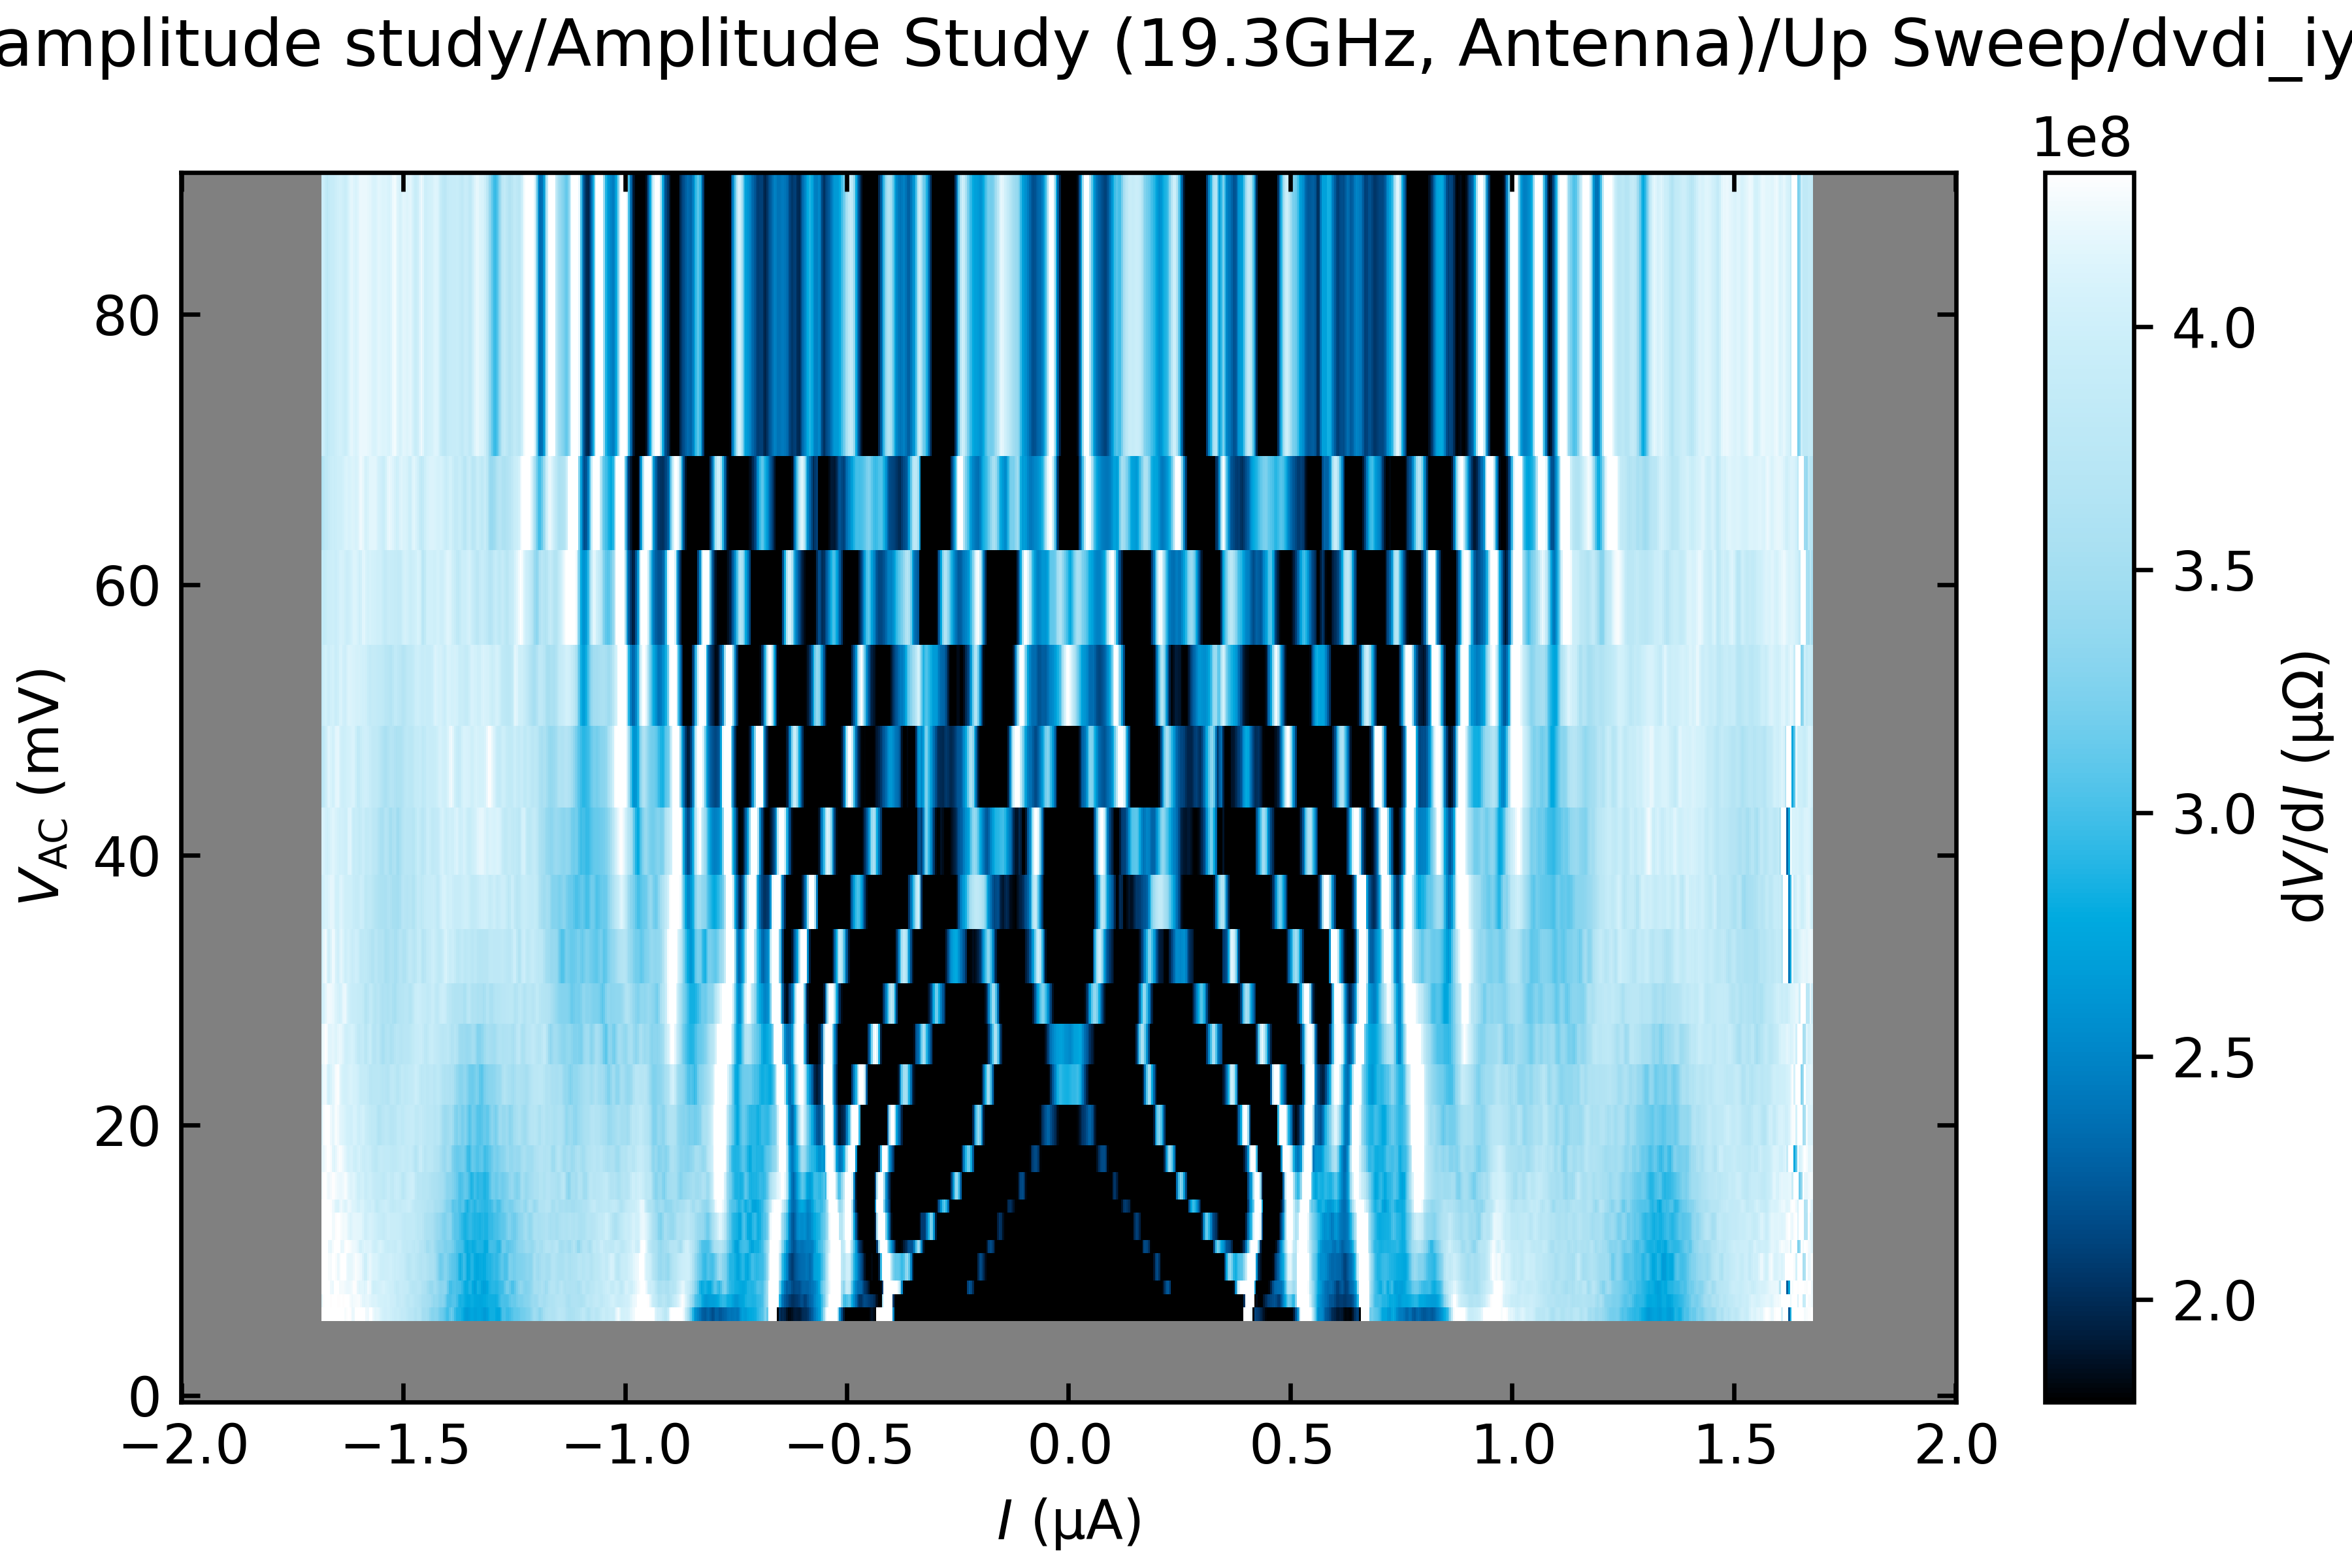 amplitude study/Amplitude Study (19.3GHz, Antenna)/Up Sweep/dvdi_iy
1e8
80
60
40
20
0
V_AC (mV)
−2.0 −1.5 −1.0 −0.5 0.0 0.5 1.0 1.5 2.0
I (µA)
4.0
3.5
3.0
2.5
2.0
dV/dI (µΩ)